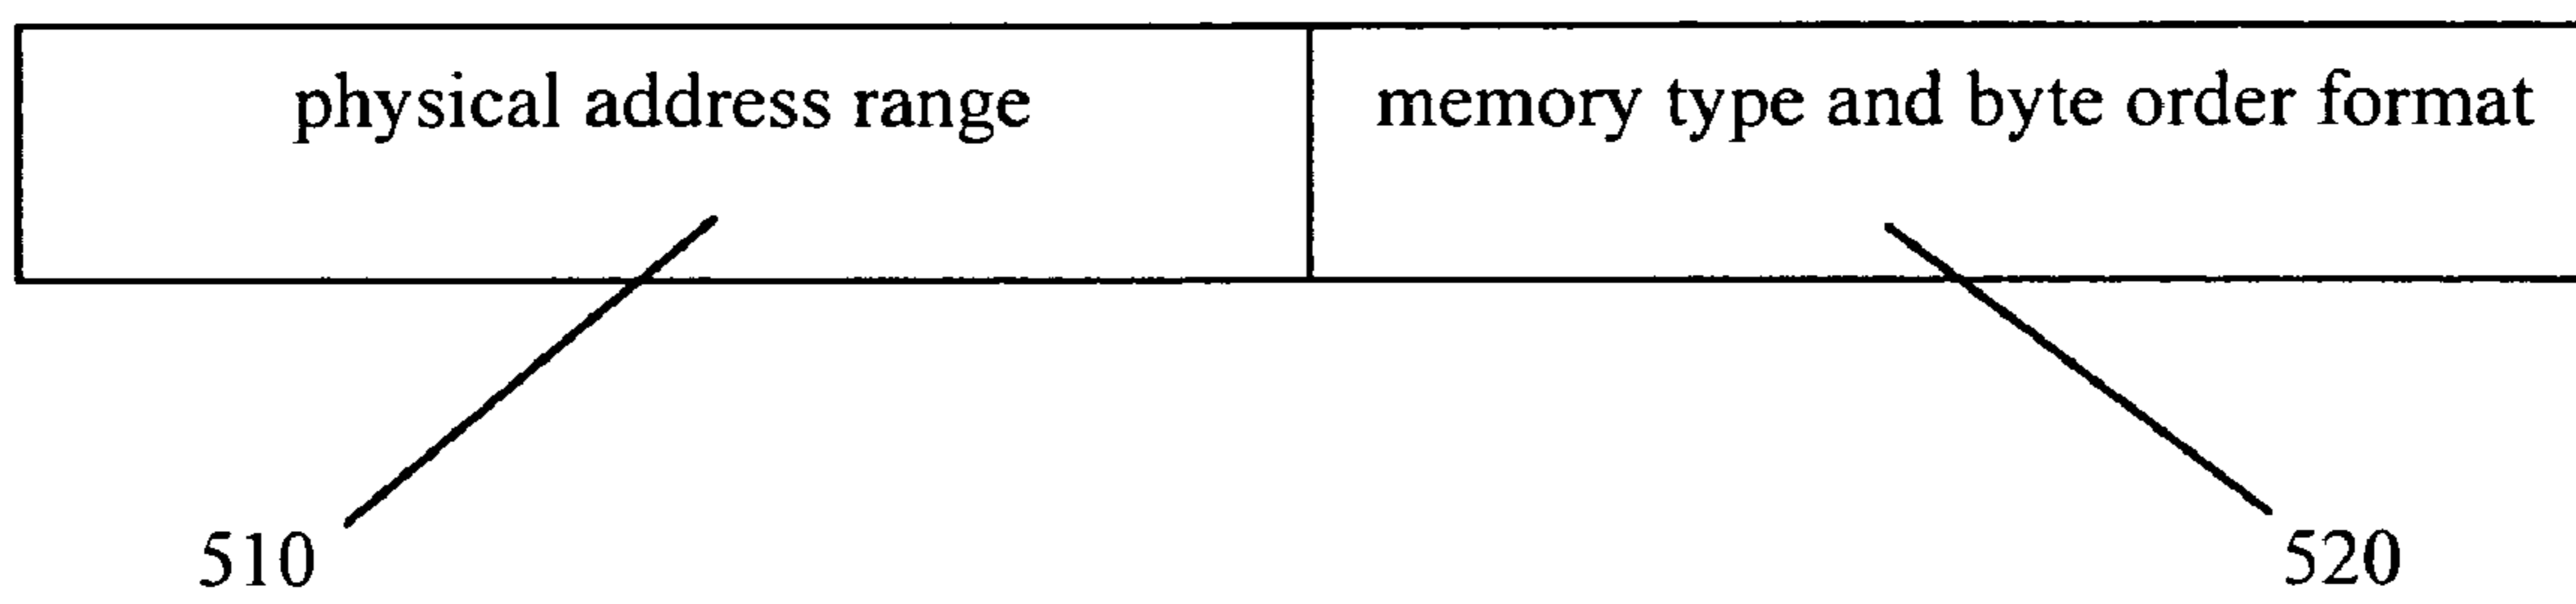 physical address range
memory type and byte order format
510
520